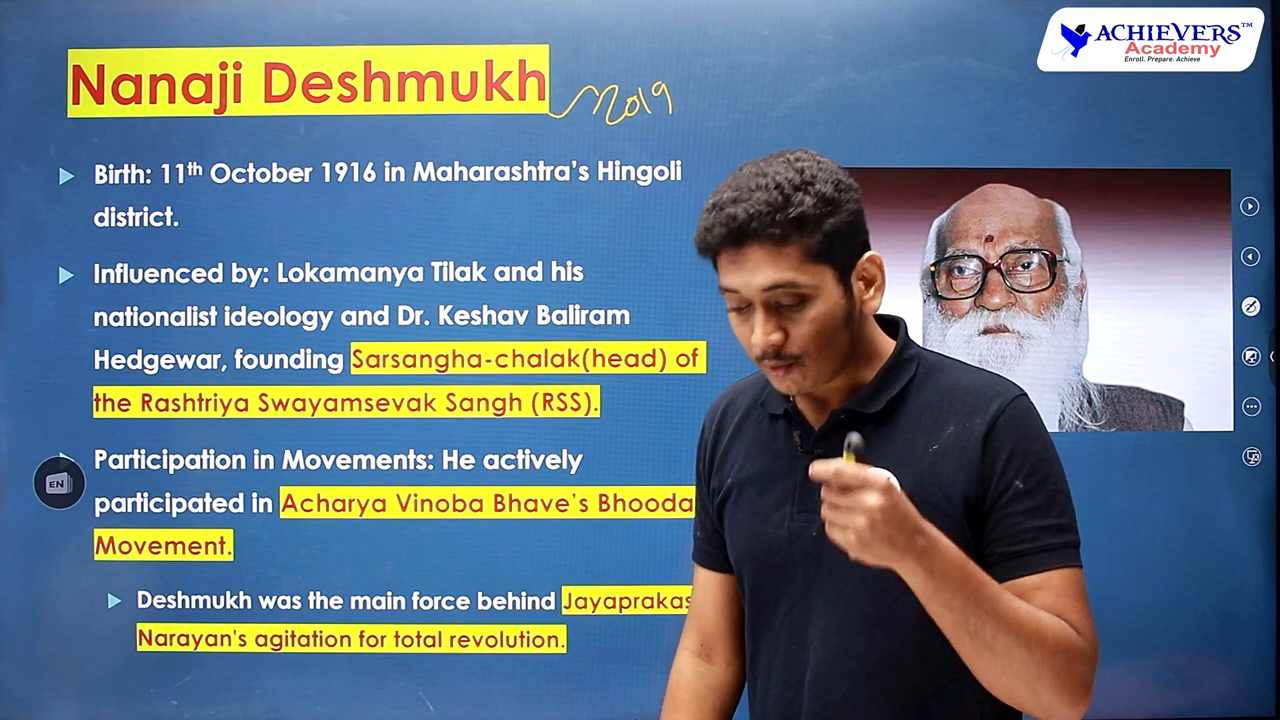 ACHIEVERS™
Academy
Enroll. Prepare. Achieve
Nanaji Deshmukh
2019
Birth: 11th October 1916 in Maharashtra's Hingoli
district.
Influenced by: Lokamanya Tilak and his
nationalist ideology and Dr. Keshav Baliram
Hedgewar, founding Sarsangha-chalak(head) of
the Rashtriya Swayamsevak Sangh (RSS).
Participation in Movements: He actively
EN
participated in Acharya Vinoba Bhave's Bhooda
Movement.
Deshmukh was the main force behind Jayaprakas
Narayan's agitation for total revolution.